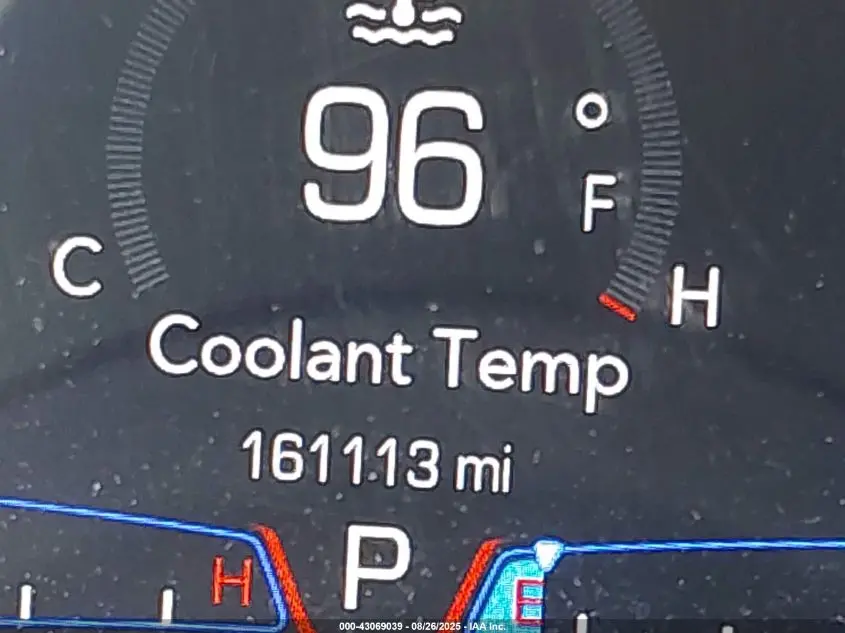 96 °
F
C
H
Coolant Temp
161113 mi
H P E
000-43069039 - 08/26/2025 - IAA Inc.